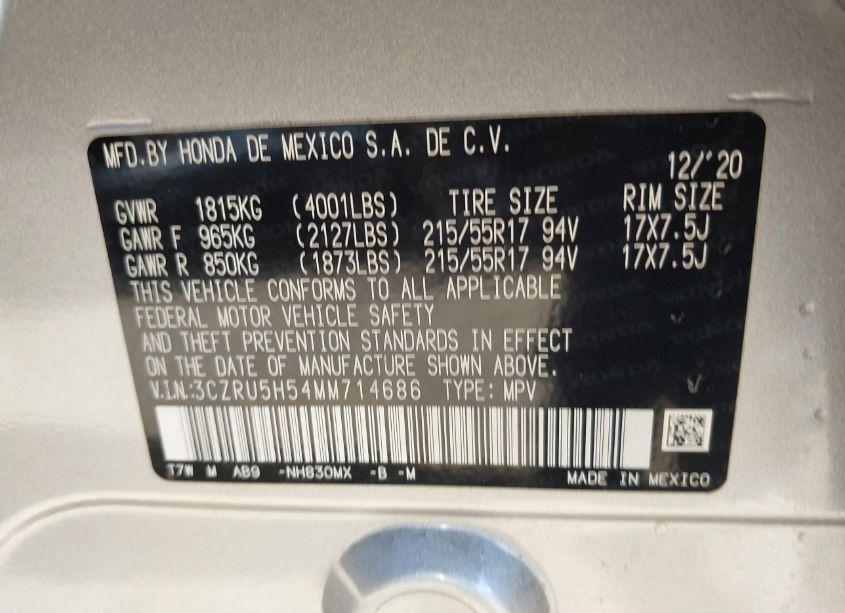 MFD.BY HONDA DE MEXICO S.A. DE C.V.
12/'20
GVWR 1815KG (4001LBS) TIRE SIZE RIM SIZE
GAWR F 965KG (2127LBS) 215/55R17 94V 17X7.5J
GAWR R 850KG (1873LBS) 215/55R17 94V 17X7.5J
THIS VEHICLE CONFORMS TO ALL APPLICABLE
FEDERAL MOTOR VEHICLE SAFETY
AND THEFT PREVENTION STANDARDS IN EFFECT
ON THE DATE OF MANUFACTURE SHOWN ABOVE.
V.I.N.:3CZRU5H54MM714686 TYPE: MPV
T7W M AB9 -NH830MX -B -M MADE IN MEXICO